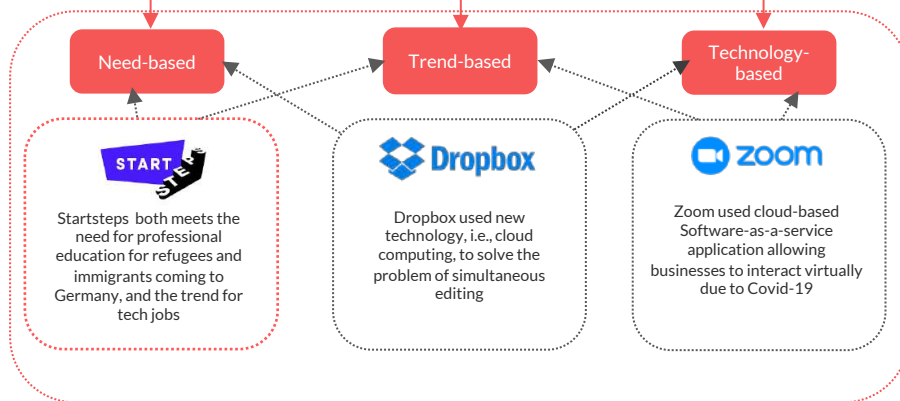 Need-based
Trend-based
Technology-
based
START
STEPS
Startsteps both meets the
need for professional
education for refugees and
immigrants coming to
Germany, and the trend for
tech jobs
Dropbox
Dropbox used new
technology, i.e., cloud
computing, to solve the
problem of simultaneous
editing
zoom
Zoom used cloud-based
Software-as-a-service
application allowing
businesses to interact virtually
due to Covid-19